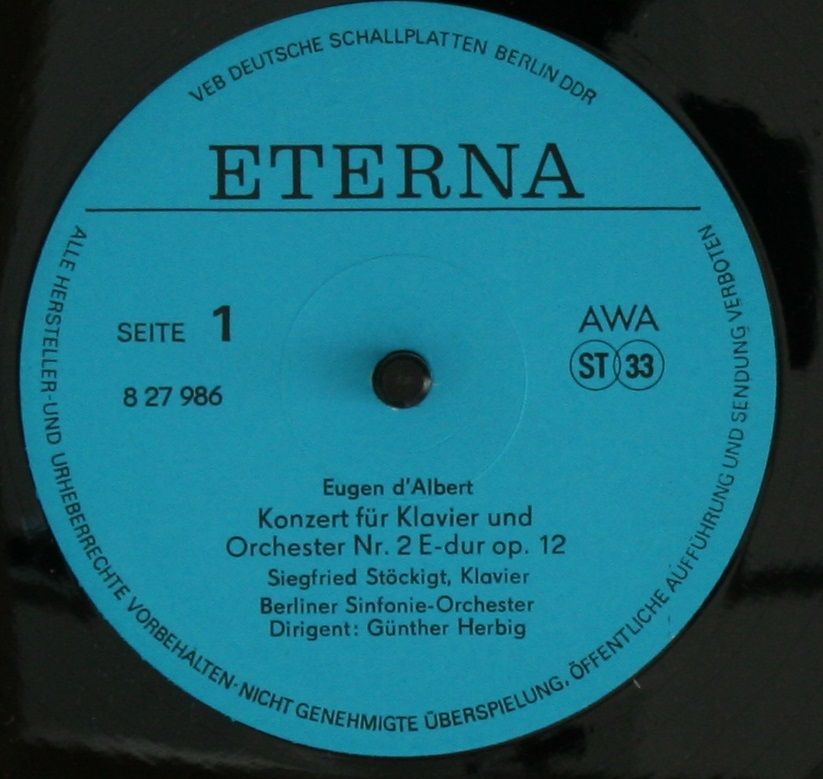 VEB DEUTSCHE SCHALLPLATTEN BERLIN DDR
ETERNA
SEITE 1
8 27 986
AWA
ST 33
Eugen d'Albert
Konzert für Klavier und
Orchester Nr. 2 E-dur op. 12
Siegfried Stöckigt, Klavier
Berliner Sinfonie-Orchester
Dirigent: Günther Herbig
ALLE HERSTELLER-UND URHEBERRECHTE VORBEHALTEN-NICHT GENEHMIGTE ÜBERSPIELUNG, ÖFFENTLICHE AUFFÜHRUNG UND SENDUNG VERBOTEN